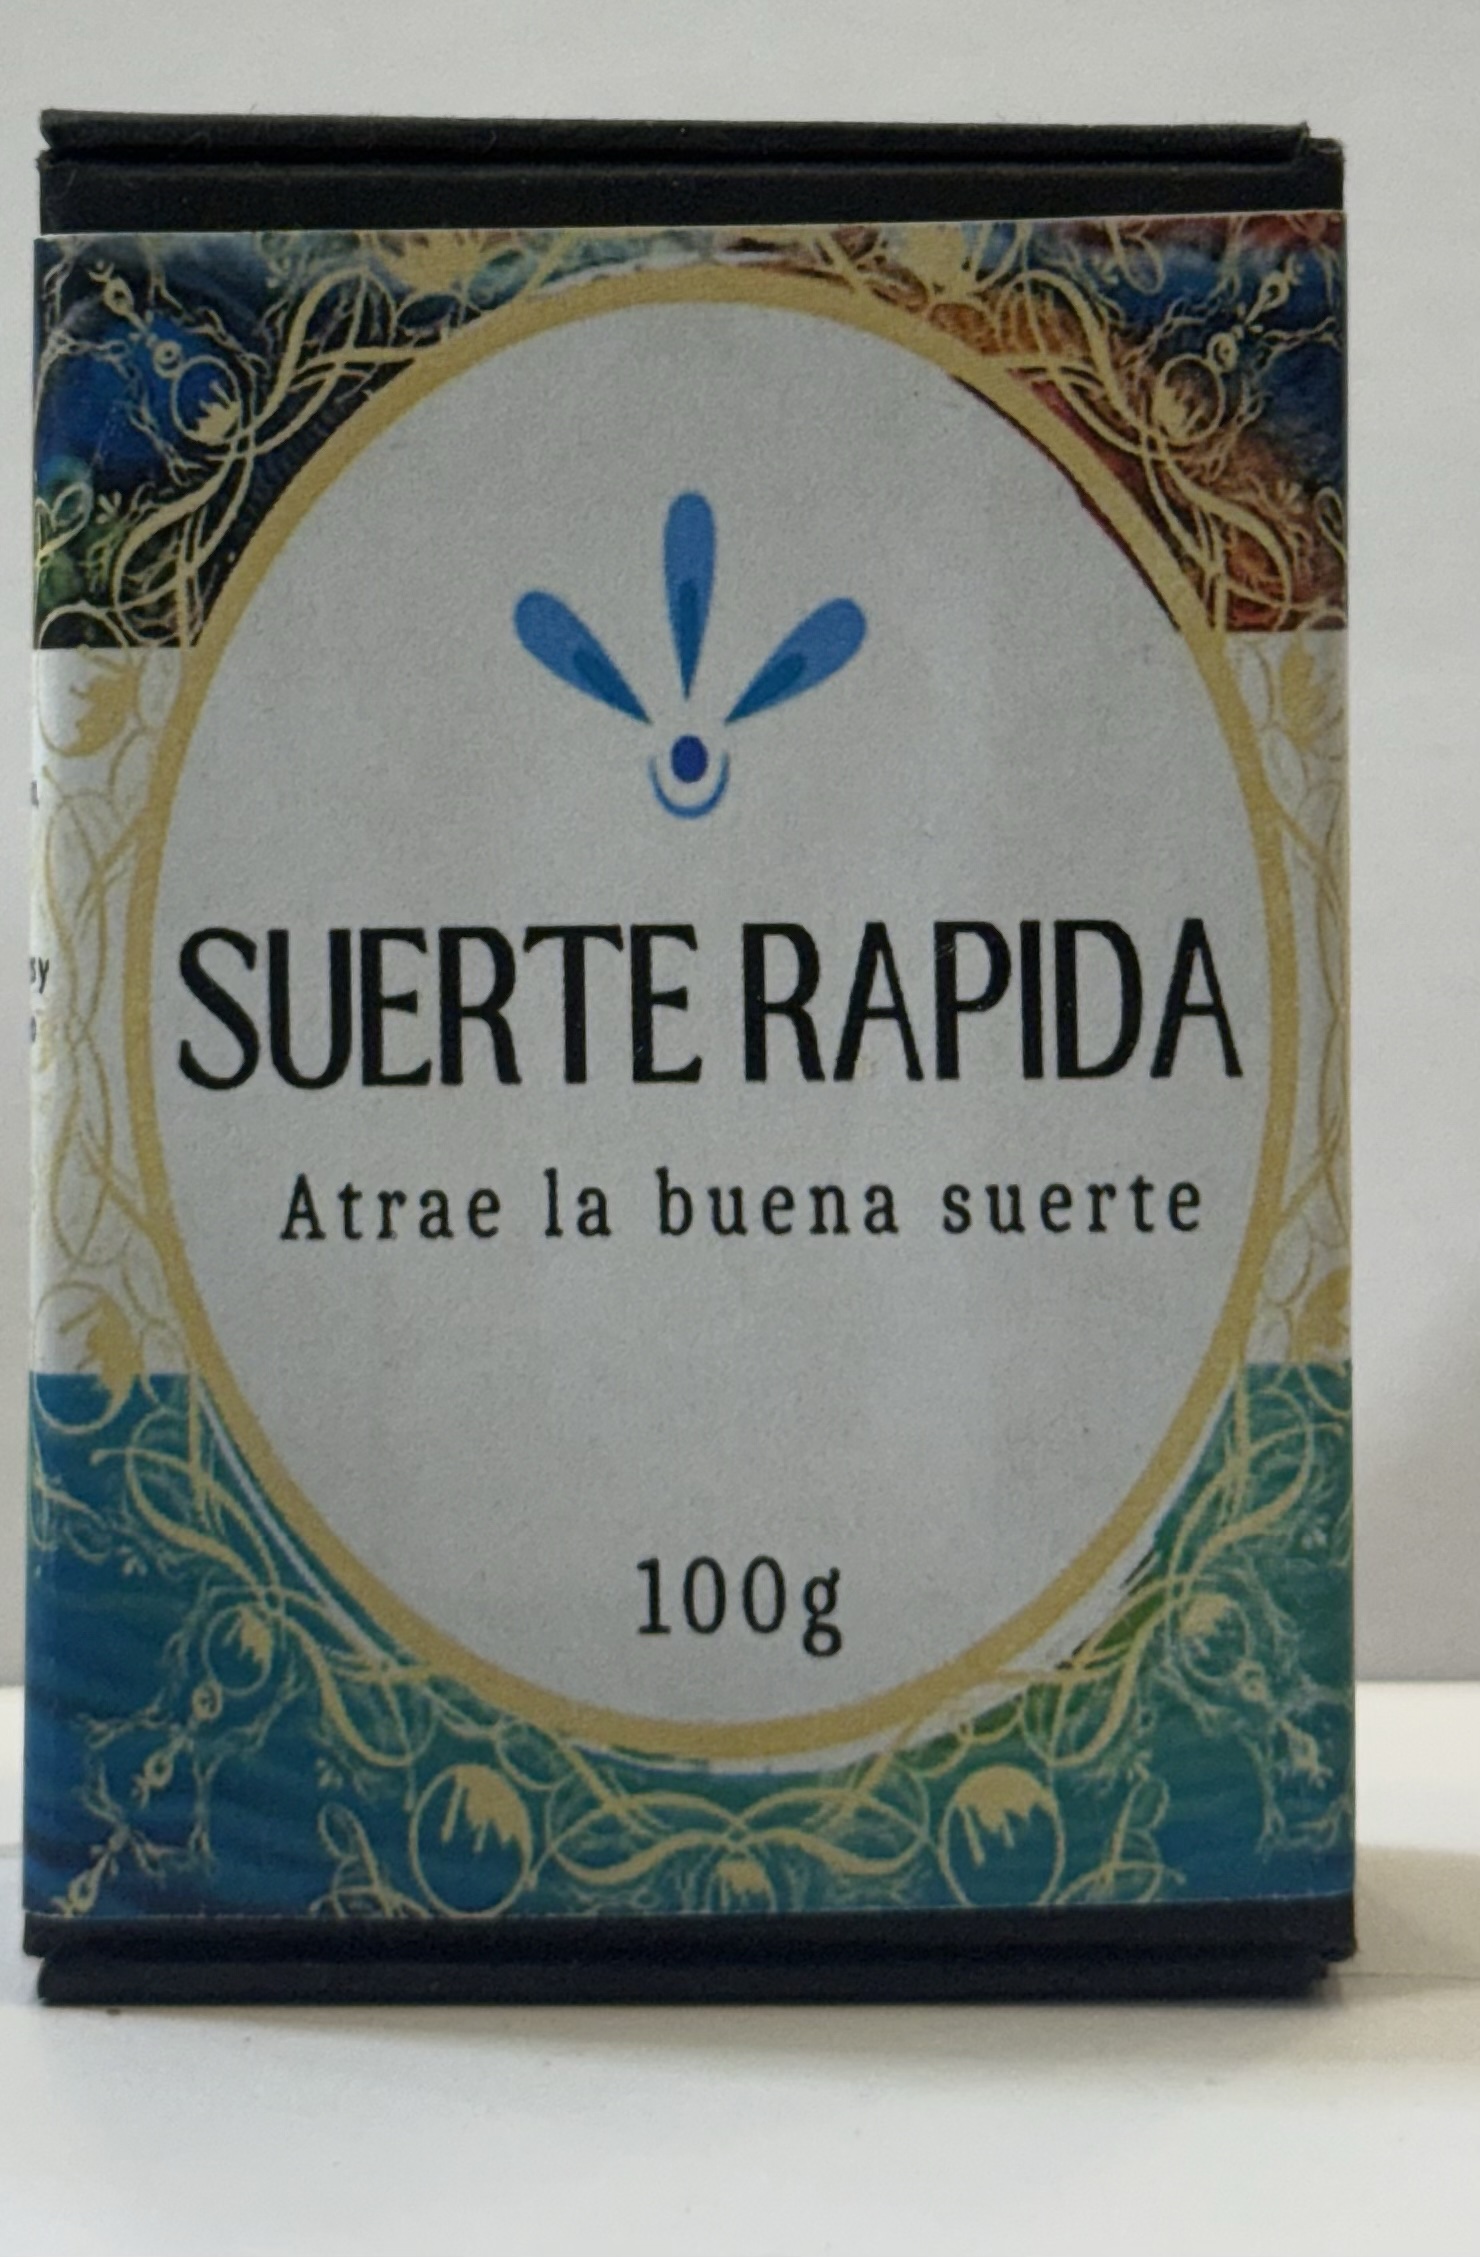 SUERTE RAPIDA
Atrae la buena suerte
100g